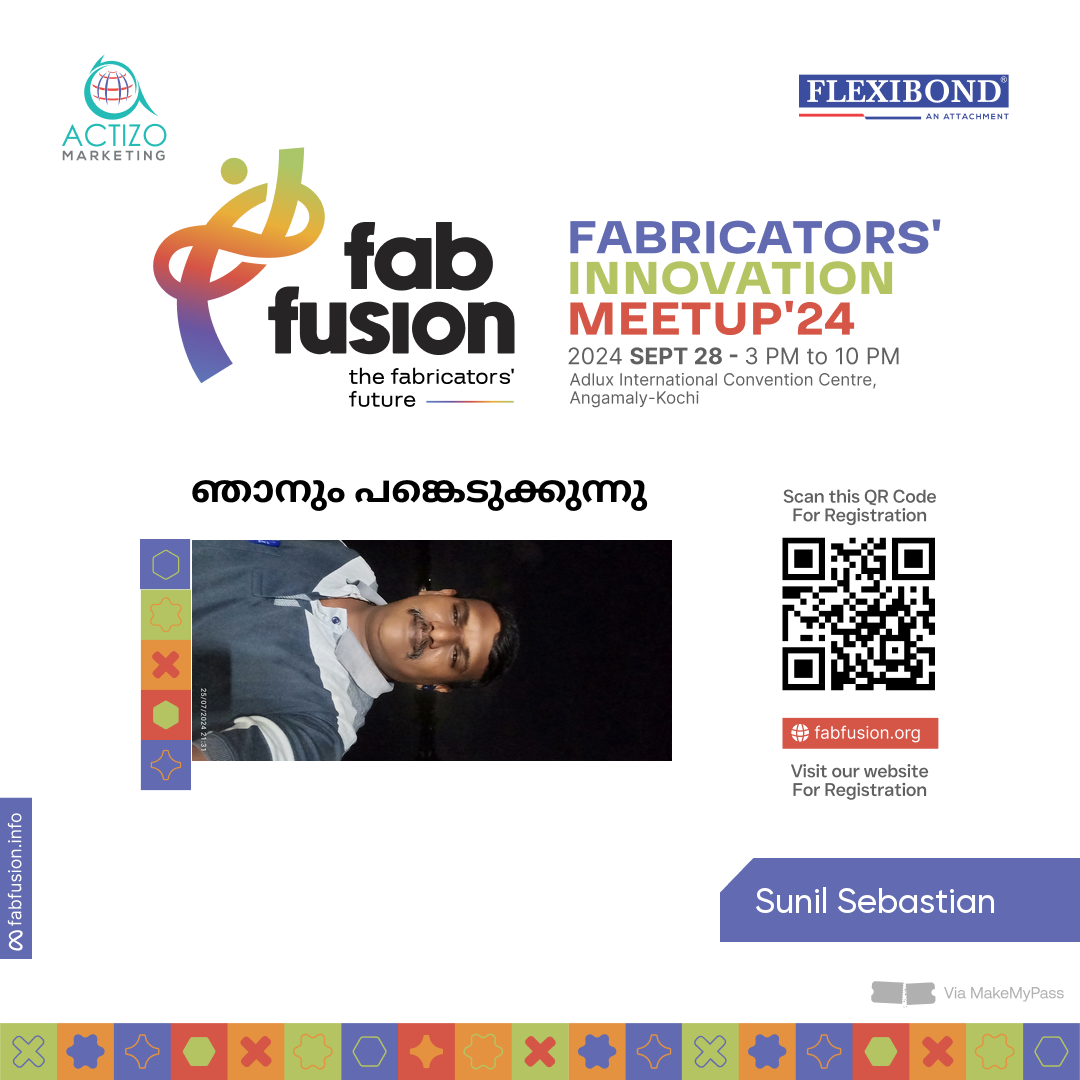 ACTIZO
MARKETING
FLEXIBOND®
AN ATTACHMENT
fab
fusion
the fabricators'
future
FABRICATORS'
INNOVATION
MEETUP'24
2024 SEPT 28 - 3 PM to 10 PM
Adlux International Convention Centre,
Angamaly-Kochi
ഞാനും പങ്കെടുക്കുന്നു
25/07/2024 21:31
Scan this QR Code
For Registration
fabfusion.org
Visit our website
For Registration
fabfusion.info
Sunil Sebastian
Via MakeMyPass